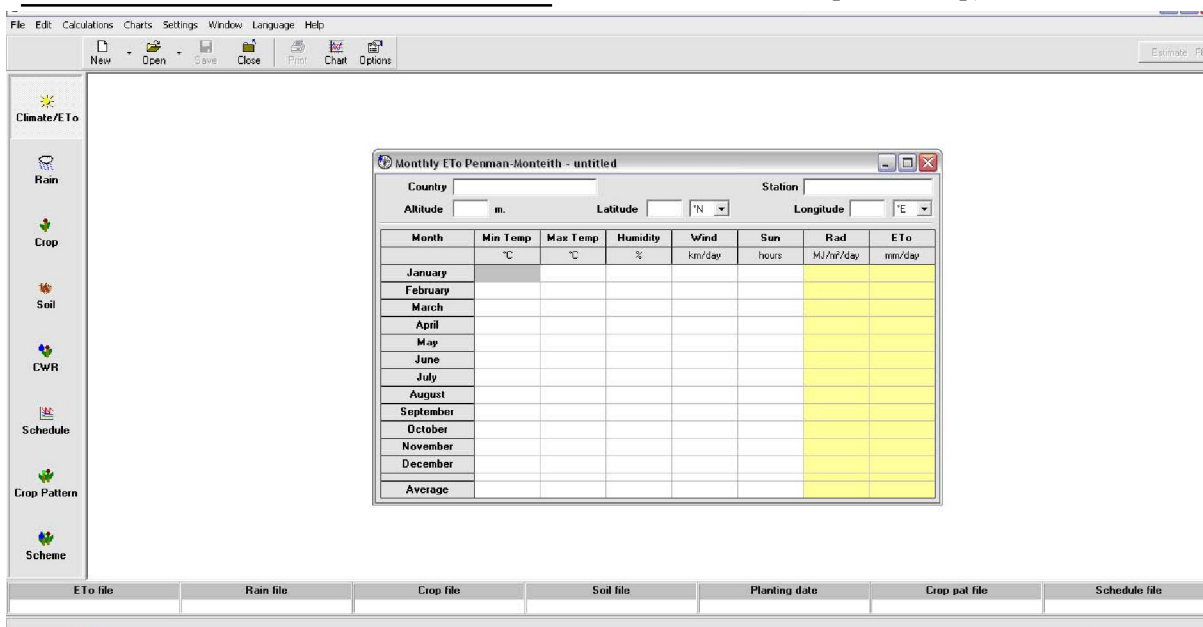 File Edit Calculations Charts Settings Window Language Help
New Open Save Close Print Chart Options
Climate/ETo
Rain
Crop
Soil
CWR
Schedule
Crop Pattern
Scheme
Monthly ETo Penman-Monteith - untitled
Country Station
Altitude m. Latitude °N Longitude °E
Month Min Temp Max Temp Humidity Wind Sun Rad ETo
°C °C % km/day hours MJ/m²/day mm/day
January
February
March
April
May
June
July
August
September
October
November
December
Average
ETo file Rain file Crop file Soil file Planting date Crop pat file Schedule file